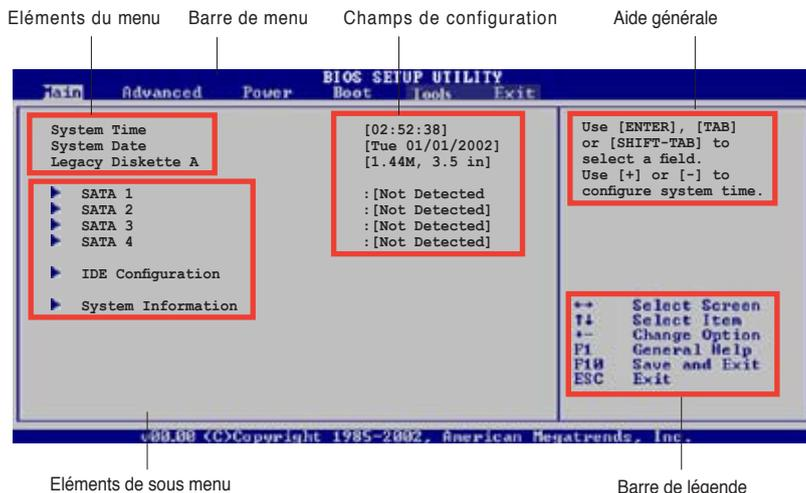 Eléments du menu Barre de menu Champs de configuration Aide générale
BIOS SETUP UTILITY
Main Advanced Power Boot Tools Exit
System Time [02:52:38]
System Date [Tue 01/01/2002]
Legacy Diskette A [1.44M, 3.5 in]
SATA 1 :[Not Detected
SATA 2 :[Not Detected]
SATA 3 :[Not Detected]
SATA 4 :[Not Detected]
IDE Configuration
System Information
Use [ENTER], [TAB]
or [SHIFT-TAB] to
select a field.
Use [+] or [-] to
configure system time.
←→ Select Screen
↑↓ Select Item
+- Change Option
F1 General Help
F10 Save and Exit
ESC Exit
v00.00 (C)Copyright 1985-2002, American Megatrends, Inc.
Eléments de sous menu Barre de légende